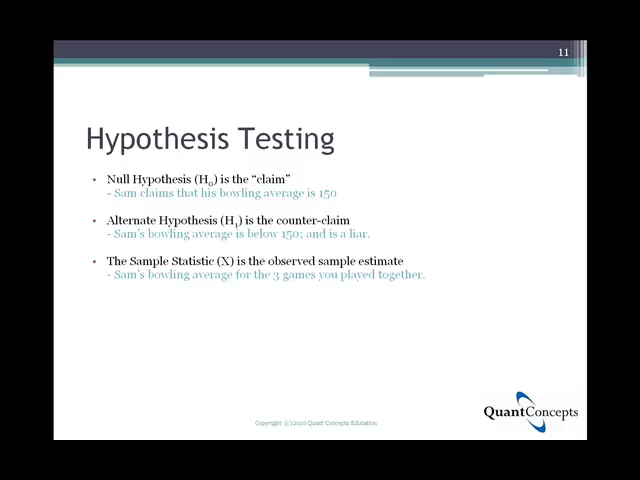 11
Hypothesis Testing
• Null Hypothesis (H0) is the “claim”
- Sam claims that his bowling average is 150
• Alternate Hypothesis (H1) is the counter-claim
- Sam's bowling average is below 150; and is a liar.
• The Sample Statistic (X) is the observed sample estimate
- Sam's bowling average for the 3 games you played together.
QuantConcepts
Copyright (c) 2010 Quant Concepts Education